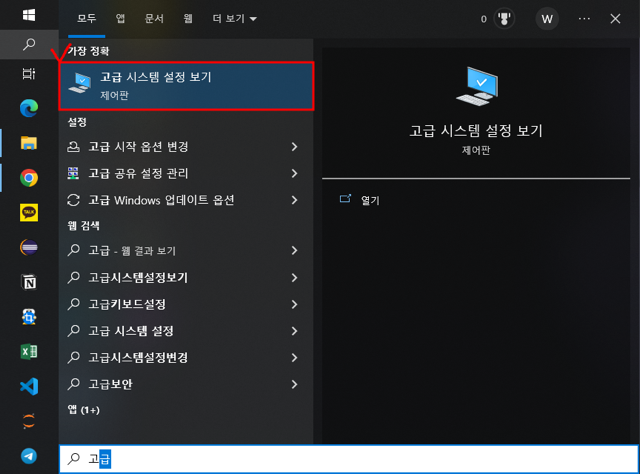 모두 앱 문서 웹 더 보기 0 W
가장 정확
고급 시스템 설정 보기
제어판
설정
고급 시작 옵션 변경
고급 공유 설정 관리
고급 Windows 업데이트 옵션
웹 검색
고급 - 웹 결과 보기
고급시스템설정보기
고급키보드설정
고급 시스템 설정
고급시스템설정변경
고급보안
앱 (1+)
고급 시스템 설정 보기
제어판
열기
TALK
고급